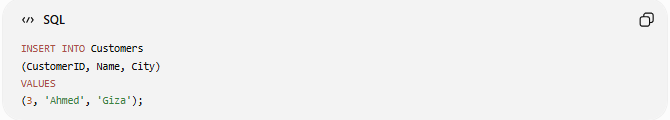 SQL
INSERT INTO Customers
(CustomerID, Name, City)
VALUES
(3, 'Ahmed', 'Giza');